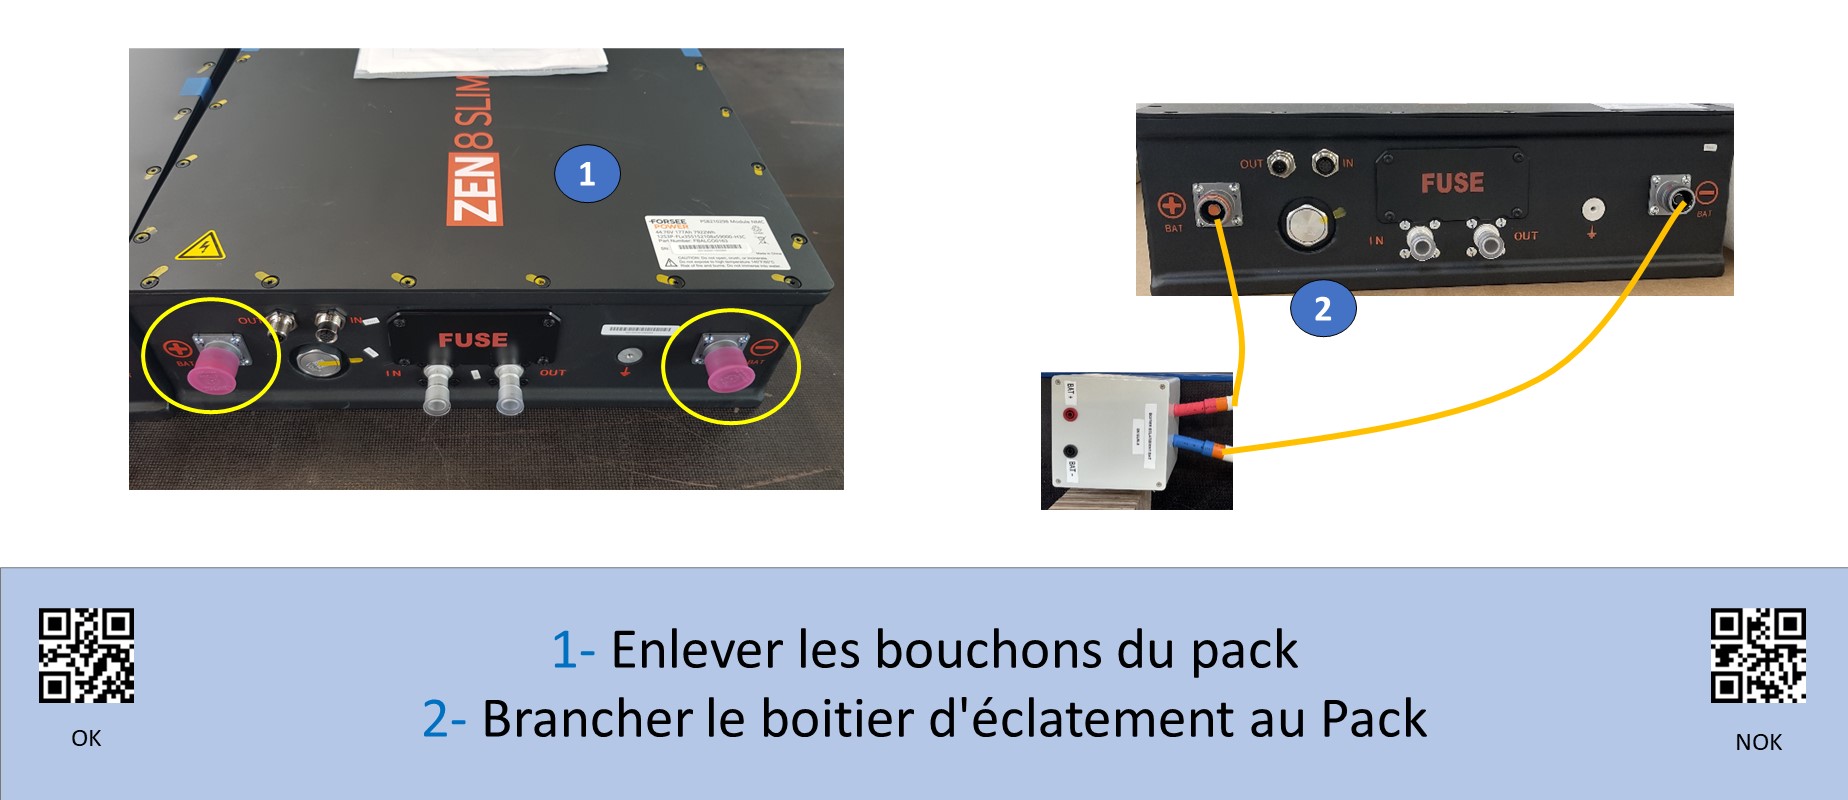 ZEN 8 SLIM
1
FORSEE
POWER
Part Number:
OUT
IN
BAT
FUSE
BAT
IN
OUT
OUT
IN
FUSE
BAT
BAT
IN
OUT
2
BAT +
BAT -
1- Enlever les bouchons du pack
2- Brancher le boitier d'éclatement au Pack
OK
NOK